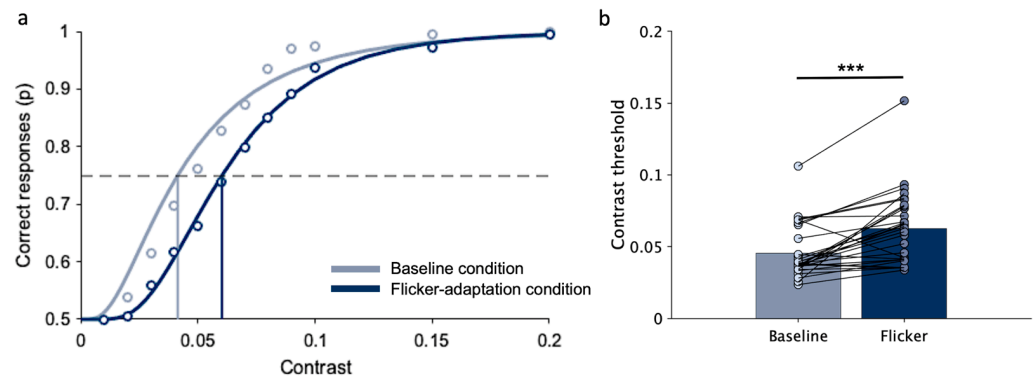 a
Correct responses (p)
1
0.9
0.8
0.7
0.6
0.5
0
0.05
0.1
0.15
0.2
Contrast
Baseline condition
Flicker-adaptation condition
b
Contrast threshold
0.2
0.15
0.1
0.05
0
***
Baseline
Flicker